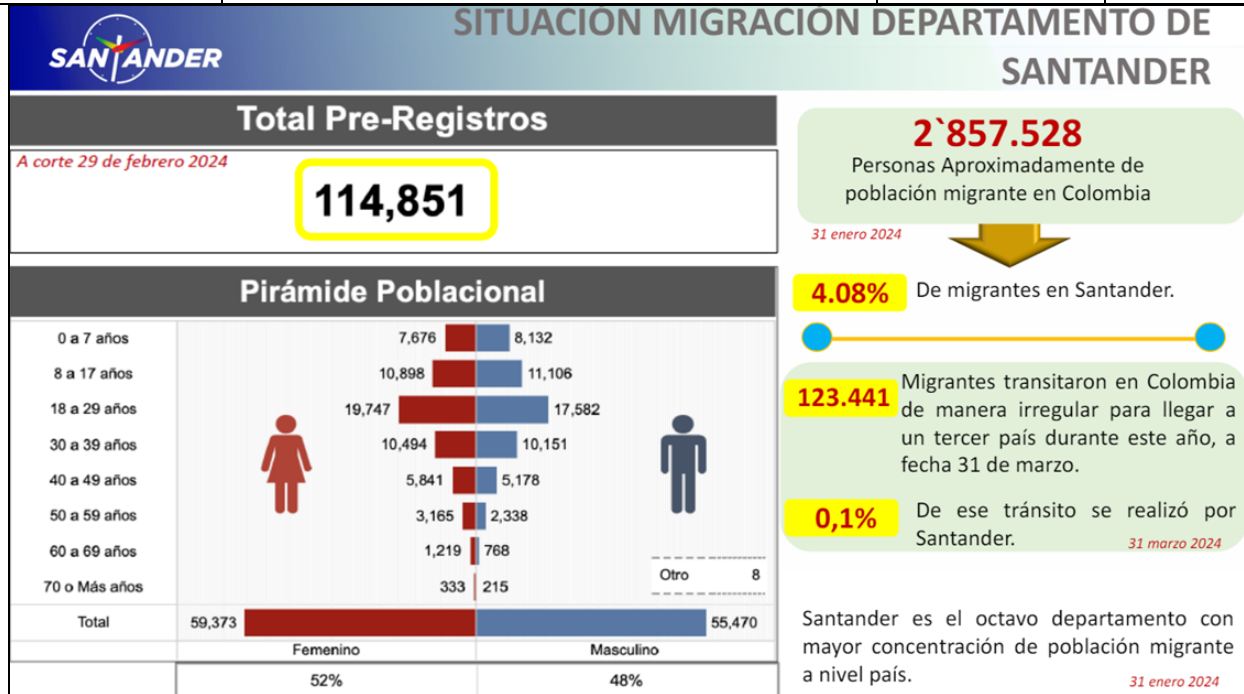 SANTANDER
SITUACIÓN MIGRACIÓN DEPARTAMENTO DE
SANTANDER
Total Pre-Registros
A corte 29 de febrero 2024
114,851
Pirámide Poblacional
0 a 7 años 7,676 8,132
8 a 17 años 10,898 11,106
18 a 29 años 19,747 17,582
30 a 39 años 10,494 10,151
40 a 49 años 5,841 5,178
50 a 59 años 3,165 2,338
60 a 69 años 1,219 768
70 o Más años 333 215
Otro 8
Total 59,373 55,470
Femenino Masculino
52% 48%
2`857.528
Personas Aproximadamente de
población migrante en Colombia
31 enero 2024
4.08% De migrantes en Santander.
123.441 Migrantes transitaron en Colombia
de manera irregular para llegar a
un tercer país durante este año, a
fecha 31 de marzo.
0,1% De ese tránsito se realizó por
Santander.
31 marzo 2024
Santander es el octavo departamento con
mayor concentración de población migrante
a nivel país.
31 enero 2024